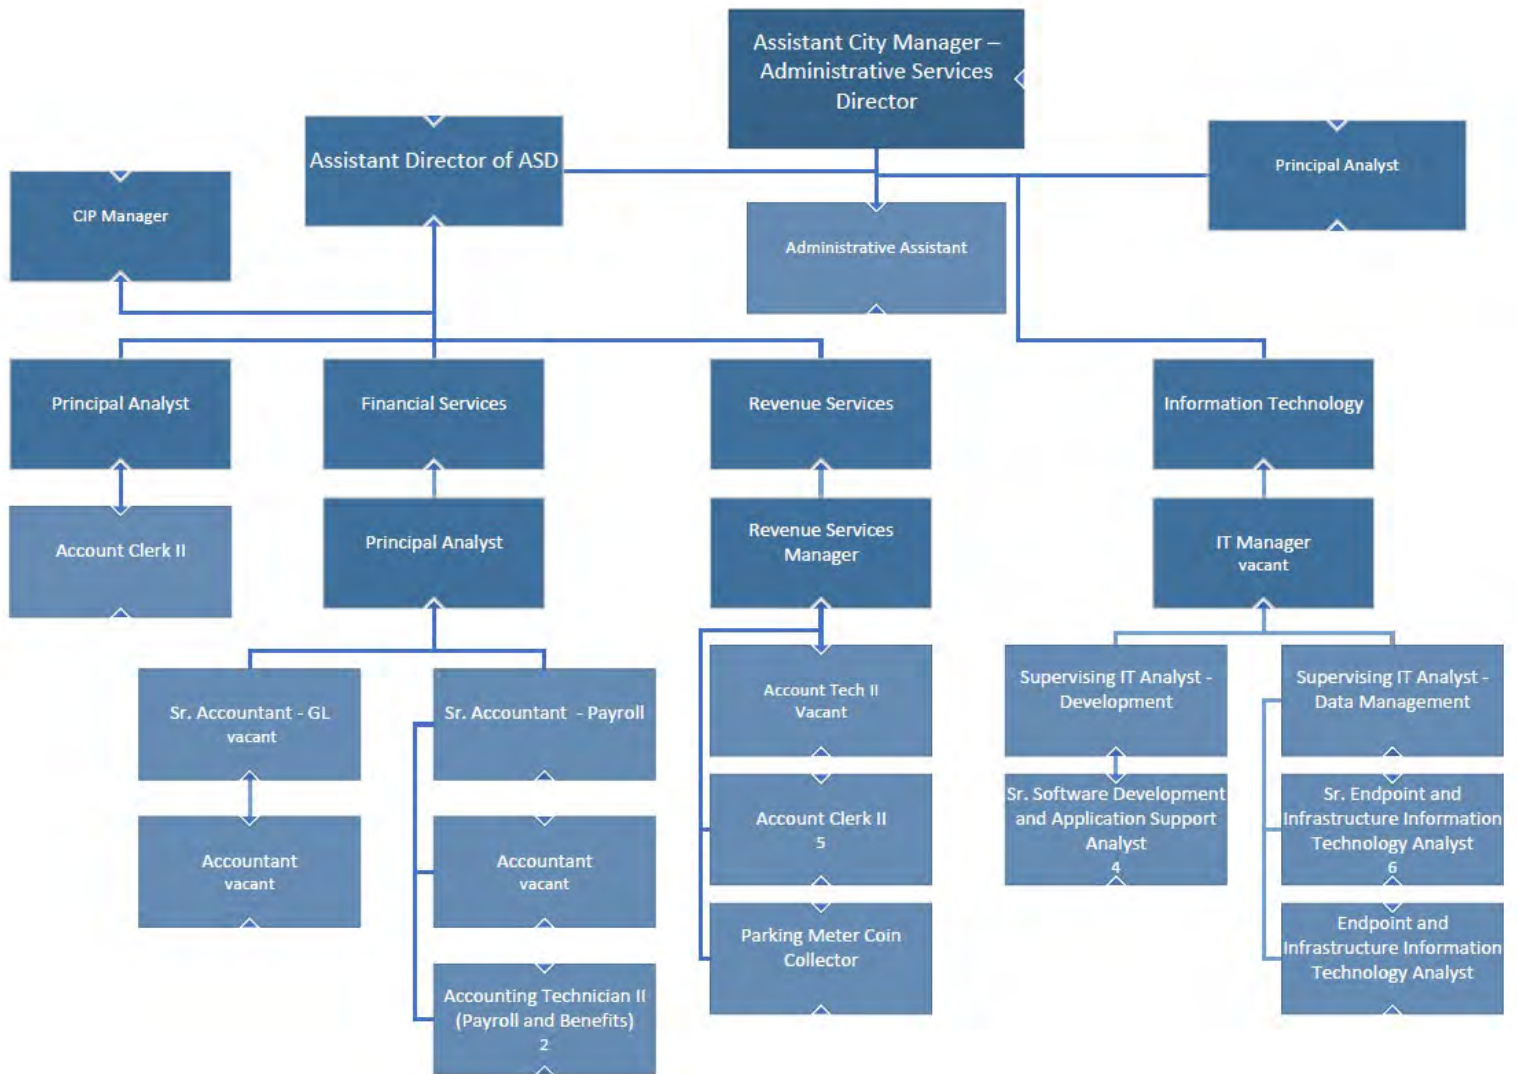 Assistant City Manager –
Administrative Services
Director
Assistant Director of ASD
Principal Analyst
CIP Manager
Administrative Assistant
Principal Analyst
Financial Services
Revenue Services
Information Technology
Account Clerk II
Principal Analyst
Revenue Services
Manager
IT Manager
vacant
Sr. Accountant - GL
vacant
Sr. Accountant - Payroll
Account Tech II
Vacant
Supervising IT Analyst -
Development
Supervising IT Analyst -
Data Management
Accountant
vacant
Accountant
vacant
Account Clerk II
5
Sr. Software Development
and Application Support
Analyst
4
Sr. Endpoint and
Infrastructure Information
Technology Analyst
6
Parking Meter Coin
Collector
Endpoint and
Infrastructure Information
Technology Analyst
Accounting Technician II
(Payroll and Benefits)
2